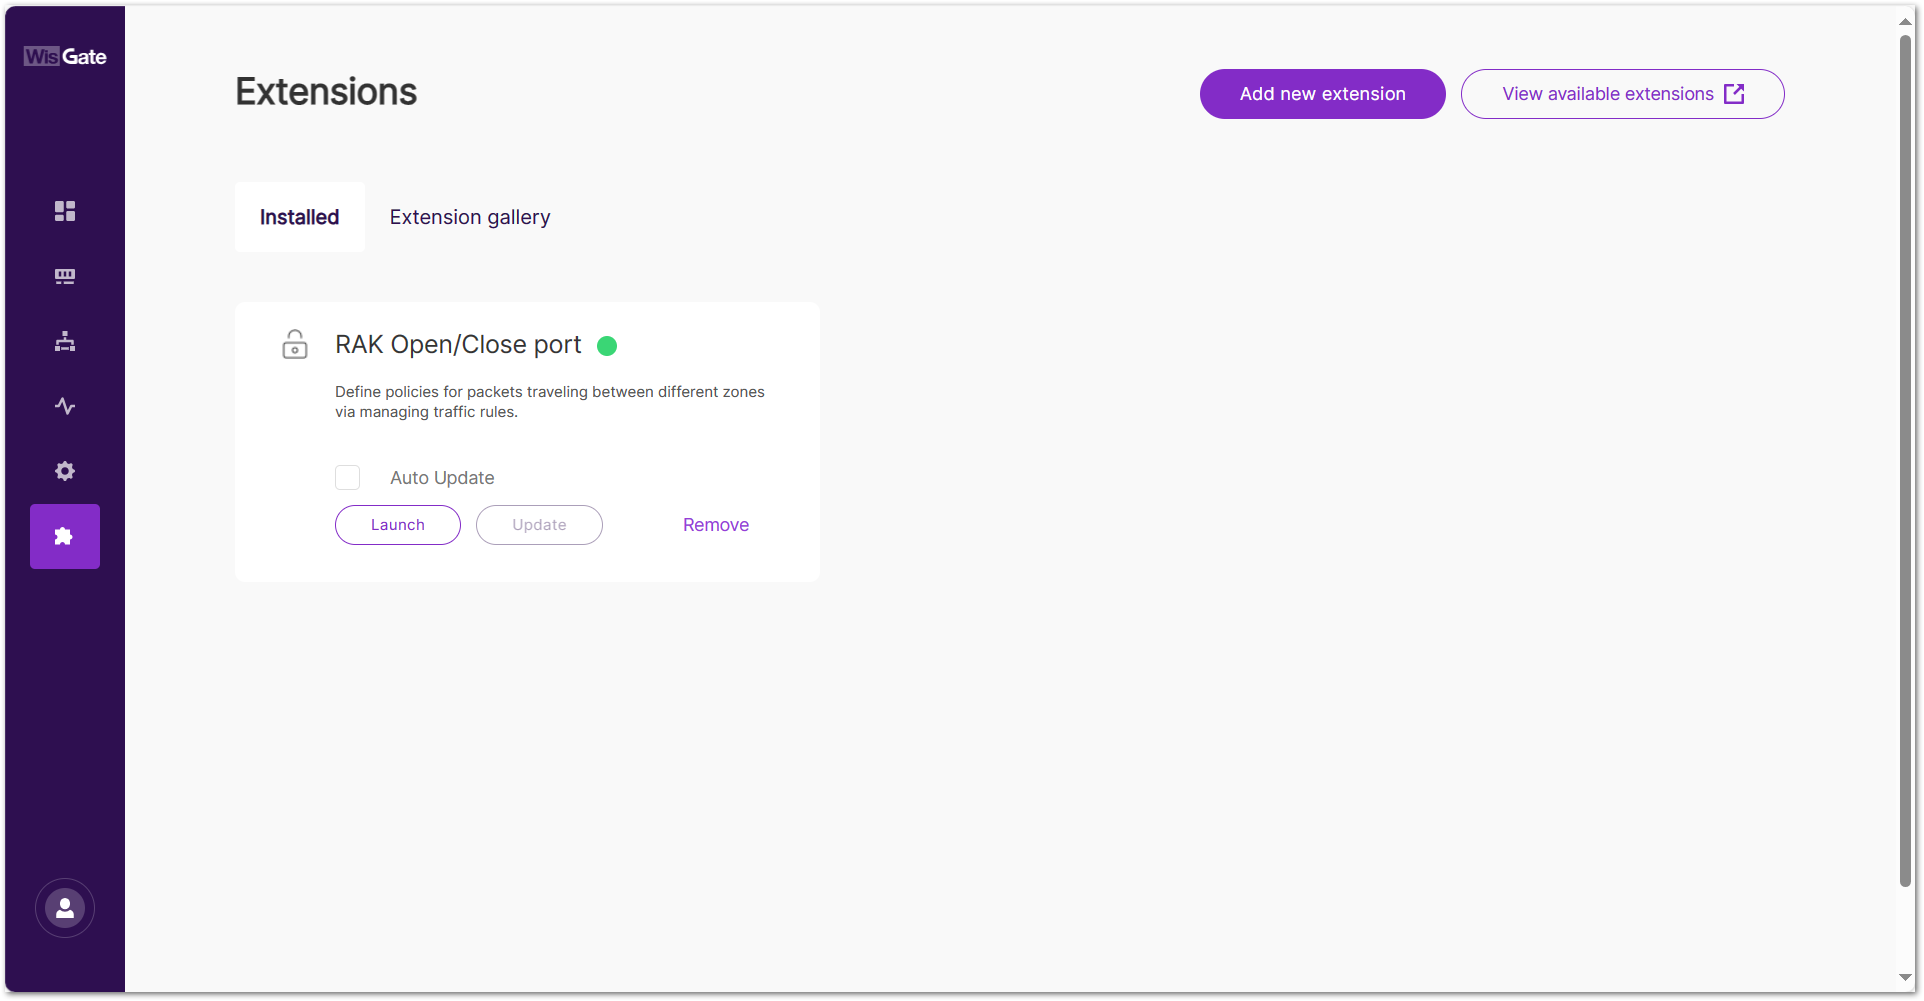 WisGate
Extensions
Add new extension
View available extensions
Installed
Extension gallery
RAK Open/Close port
Define policies for packets traveling between different zones
via managing traffic rules.
Auto Update
Launch
Update
Remove